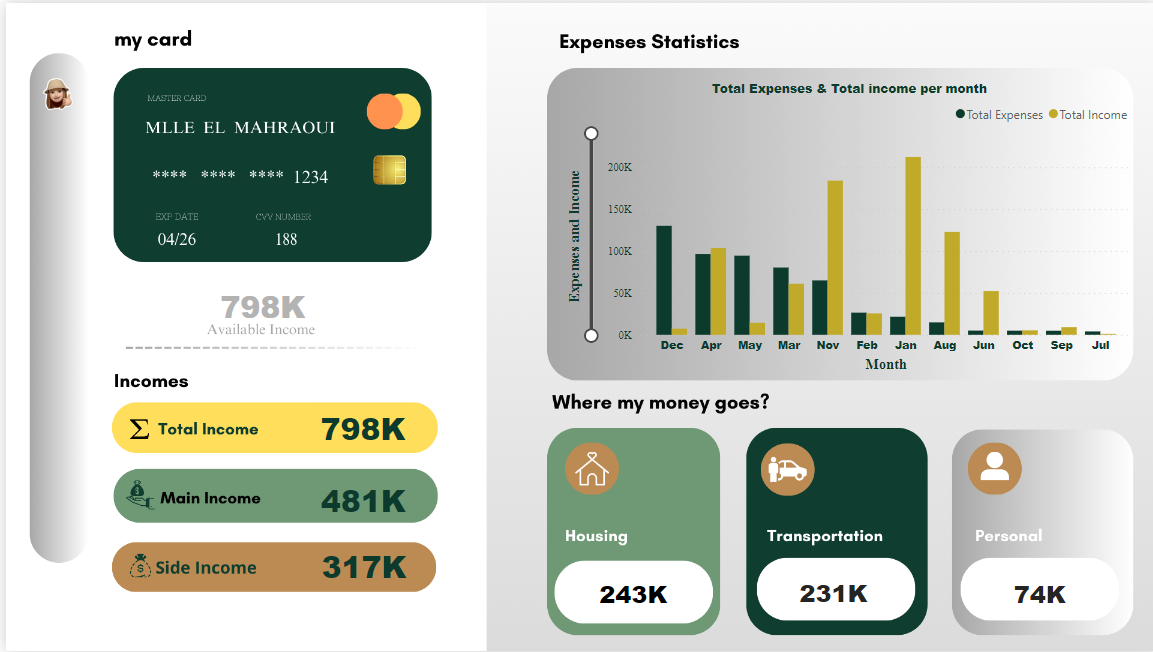 my card
MASTER CARD
MLLE EL MAHRAOUI
**** **** **** 1234
EXP DATE CVV NUMBER
04/26 188
798K
Available Income
Incomes
Σ Total Income 798K
$ Main Income 481K
$ Side Income 317K
Expenses Statistics
Total Expenses & Total income per month
Total Expenses Total Income
Expenses and Income
200K
150K
100K
50K
0K
Dec Apr May Mar Nov Feb Jan Aug Jun Oct Sep Jul
Month
Where my money goes?
Housing
243K
Transportation
231K
Personal
74K